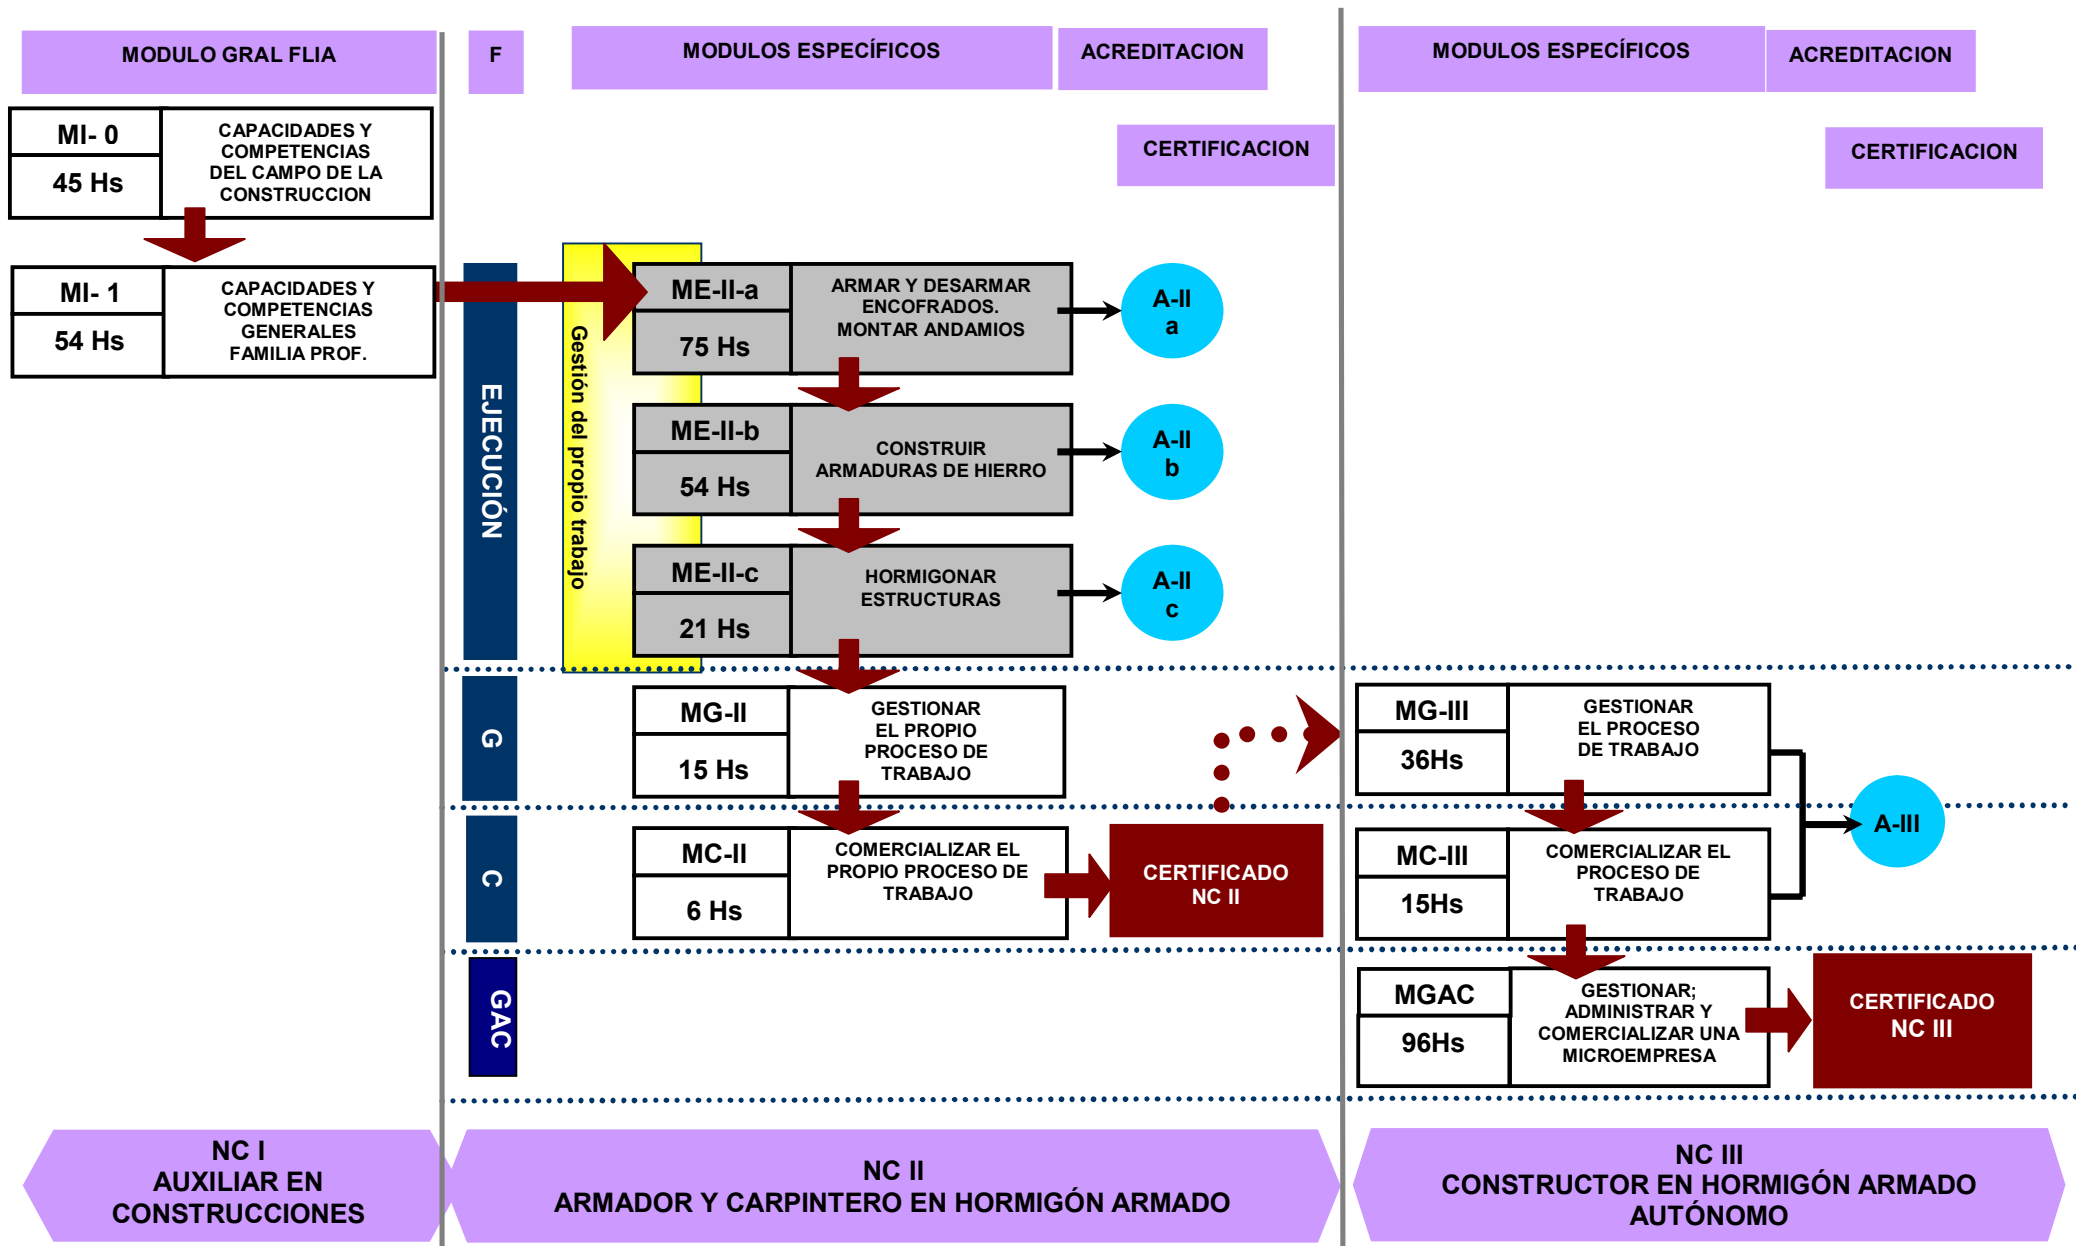 MODULO GRAL FLIA
F
MODULOS ESPECÍFICOS
ACREDITACION
MODULOS ESPECÍFICOS
ACREDITACION
CERTIFICACION
CERTIFICACION
MI- 0
45 Hs
CAPACIDADES Y
COMPETENCIAS
DEL CAMPO DE LA
CONSTRUCCION
MI- 1
54 Hs
CAPACIDADES Y
COMPETENCIAS
GENERALES
FAMILIA PROF.
EJECUCIÓN
Gestión del propio trabajo
ME-II-a
75 Hs
ARMAR Y DESARMAR
ENCOFRADOS.
MONTAR ANDAMIOS
A-II
a
ME-II-b
54 Hs
CONSTRUIR
ARMADURAS DE HIERRO
A-II
b
ME-II-c
21 Hs
HORMIGONAR
ESTRUCTURAS
A-II
c
G
MG-II
15 Hs
GESTIONAR
EL PROPIO
PROCESO DE
TRABAJO
MG-III
36Hs
GESTIONAR
EL PROCESO
DE TRABAJO
C
MC-II
6 Hs
COMERCIALIZAR EL
PROPIO PROCESO DE
TRABAJO
CERTIFICADO
NC II
MC-III
15Hs
COMERCIALIZAR EL
PROCESO DE
TRABAJO
A-III
GAC
MGAC
96Hs
GESTIONAR;
ADMINISTRAR Y
COMERCIALIZAR UNA
MICROEMPRESA
CERTIFICADO
NC III
NC I
AUXILIAR EN
CONSTRUCCIONES
NC II
ARMADOR Y CARPINTERO EN HORMIGÓN ARMADO
NC III
CONSTRUCTOR EN HORMIGÓN ARMADO
AUTÓNOMO